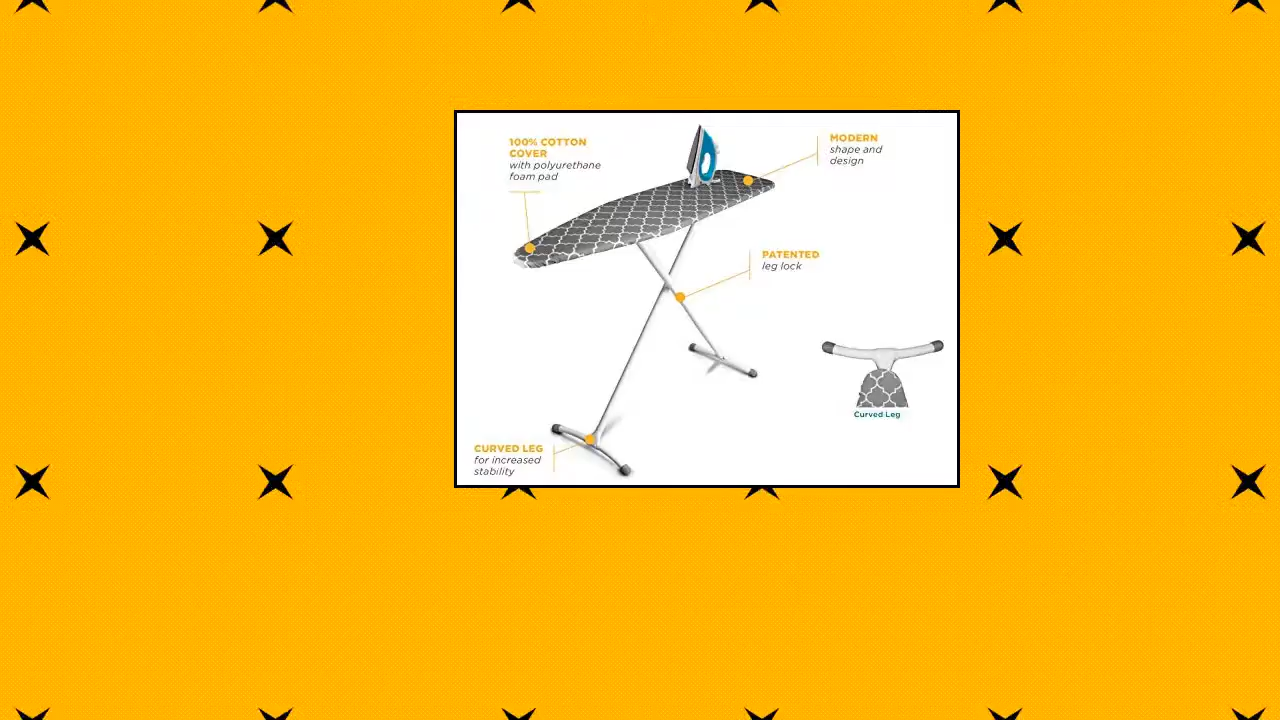 100% COTTON
COVER
with polyurethane
foam pad
MODERN
shape and
design
PATENTED
leg lock
Curved Leg
CURVED LEG
for increased
stability